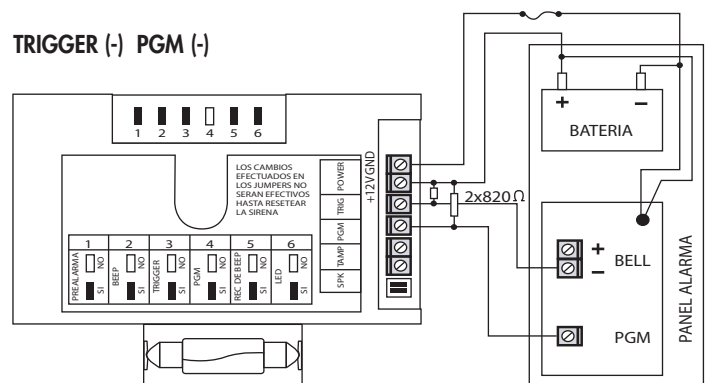 TRIGGER (-) PGM (-)
1 2 3 4 5 6
LOS CAMBIOS
EFECTUADOS EN
LOS JUMPERS NO
SERAN EFECTIVOS
HASTA RESETEAR
LA SIRENA
POWER
TRIG
PGM
TAMP
SPK
+12V GND
2x820 Ω
1 2 3 4 5 6
PREALARMA
NO
SI
BEEP
NO
SI
TRIGGER
NO
SI
PGM
NO
SI
REC DE BEEP
NO
SI
LED
NO
SI
+ −
BATERIA
+
−
BELL
PGM
PANEL ALARMA